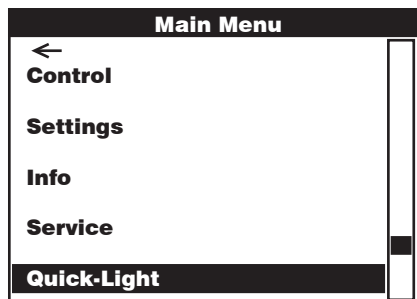 Main Menu
Control
Settings
Info
Service
Quick-Light